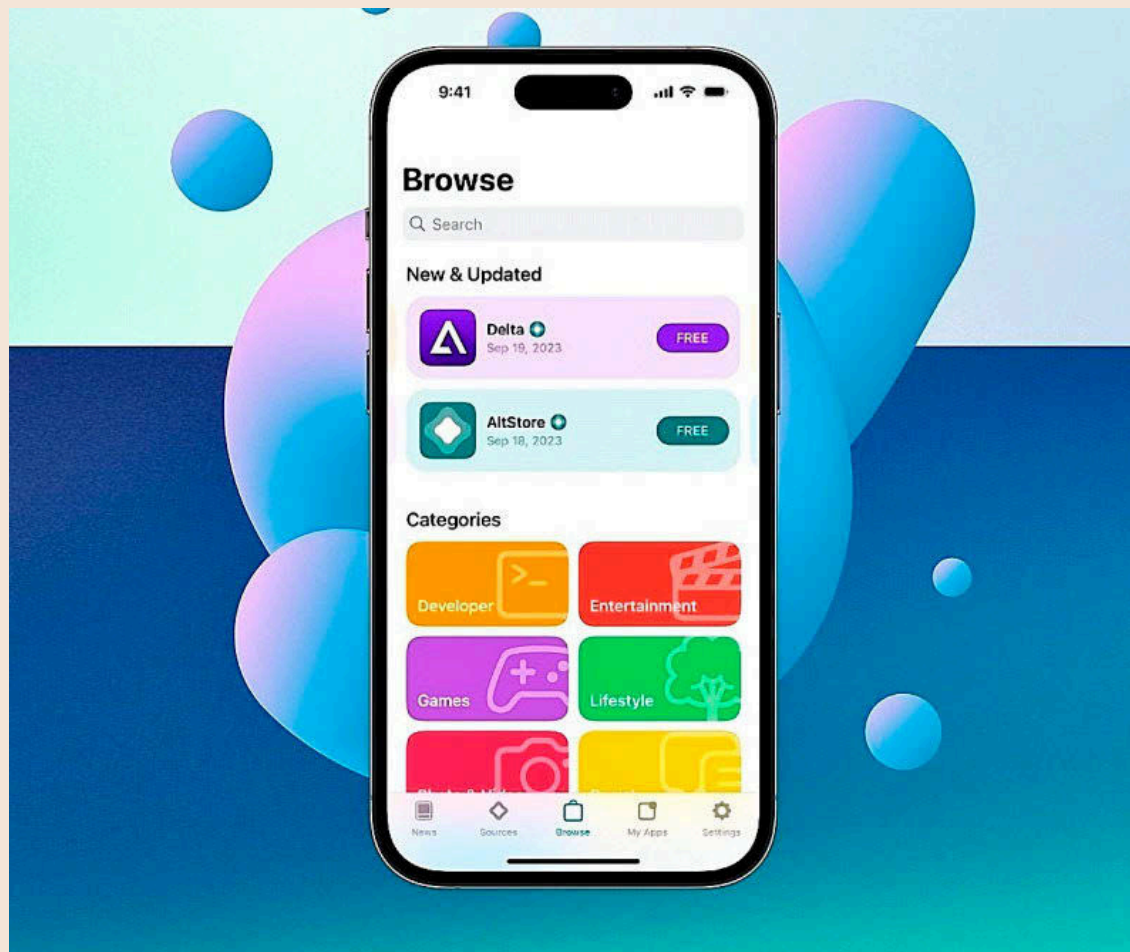 9:41
Browse
Search
New & Updated
Delta
Sep 19, 2023
FREE
AltStore
Sep 18, 2023
FREE
Categories
Developer
Entertainment
Games
Lifestyle
News
Sources
Browse
My Apps
Settings